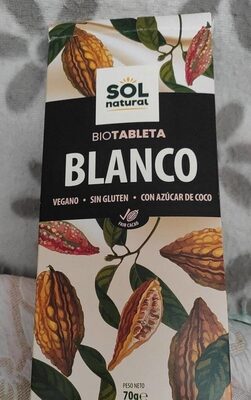 SOL
natural
BIOTABLETA
BLANCO
VEGANO • SIN GLUTEN • CON AZÚCAR DE COCO
FAIR CACAO
PESO NETO
70g e